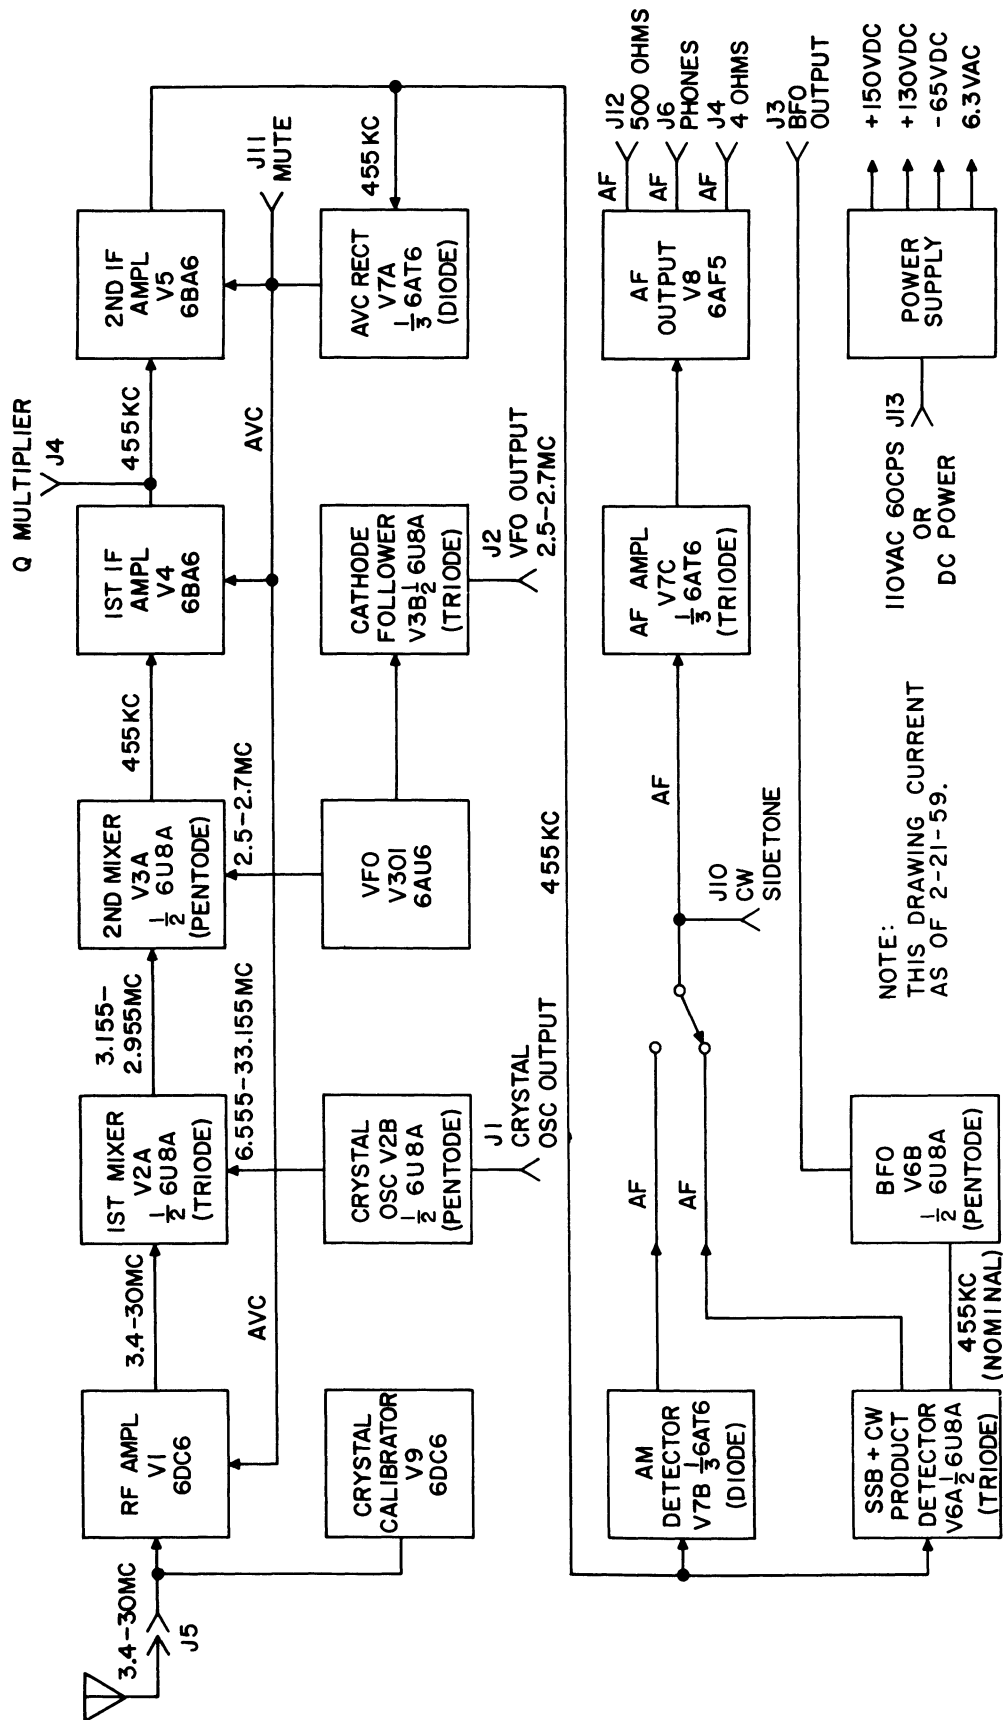 3.4-30MC
J5
RF AMPL
V1
6DC6
3.4-30MC
1ST MIXER
V2A
1/2 6U8A
(TRIODE)
3.155-
2.955MC
2ND MIXER
V3A
1/2 6U8A
(PENTODE)
455KC
1ST IF
AMPL
V4
6BA6
Q MULTIPLIER
J4
455KC
2ND IF
AMPL
V5
6BA6
AVC
6.555-33.155MC
2.5-2.7MC
AVC
J11
MUTE
455KC
CRYSTAL
CALIBRATOR
V9
6DC6
CRYSTAL
OSC V2B
1/2 6U8A
(PENTODE)
J1
CRYSTAL
OSC OUTPUT
VFO
V301
6AU6
CATHODE
FOLLOWER
V3B 1/2 6U8A
(TRIODE)
J2
VFO OUTPUT
2.5-2.7MC
AVC RECT
V7A
1/3 6AT6
(DIODE)
455KC
AM
DETECTOR
V7B 1/3 6AT6
(DIODE)
AF
AF
J10
CW
SIDETONE
AF
AF AMPL
V7C
1/3 6AT6
(TRIODE)
AF
OUTPUT
V8
6AF5
AF
AF
AF
J12
500 OHMS
J6
PHONES
J4
4 OHMS
J3
BFO
OUTPUT
SSB + CW
PRODUCT
DETECTOR
V6A 1/2 6U8A
(TRIODE)
455KC
(NOMINAL)
BFO
V6B
1/2 6U8A
(PENTODE)
NOTE:
THIS DRAWING CURRENT
AS OF 2-21-59.
110VAC 60CPS
OR
DC POWER
J13
POWER
SUPPLY
+150VDC
+130VDC
-65VDC
6.3VAC